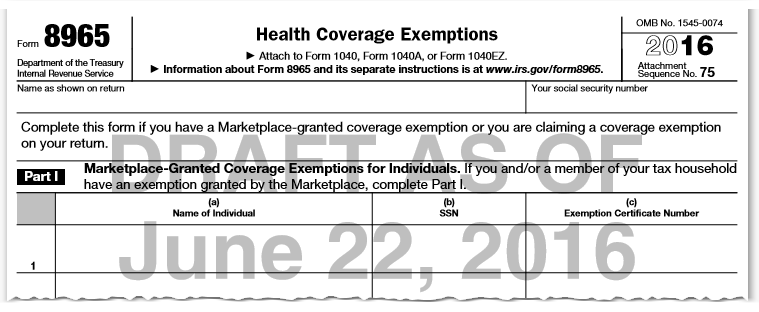 Form 8965
Department of the Treasury
Internal Revenue Service
Health Coverage Exemptions
▶ Attach to Form 1040, Form 1040A, or Form 1040EZ.
▶ Information about Form 8965 and its separate instructions is at www.irs.gov/form8965.
OMB No. 1545-0074
2016
Attachment
Sequence No. 75
Name as shown on return
Your social security number
Complete this form if you have a Marketplace-granted coverage exemption or you are claiming a coverage exemption
on your return.
DRAFT AS OF
Part I
Marketplace-Granted Coverage Exemptions for Individuals. If you and/or a member of your tax household
have an exemption granted by the Marketplace, complete Part I.
(a)
Name of Individual
(b)
SSN
(c)
Exemption Certificate Number
June 22, 2016
1